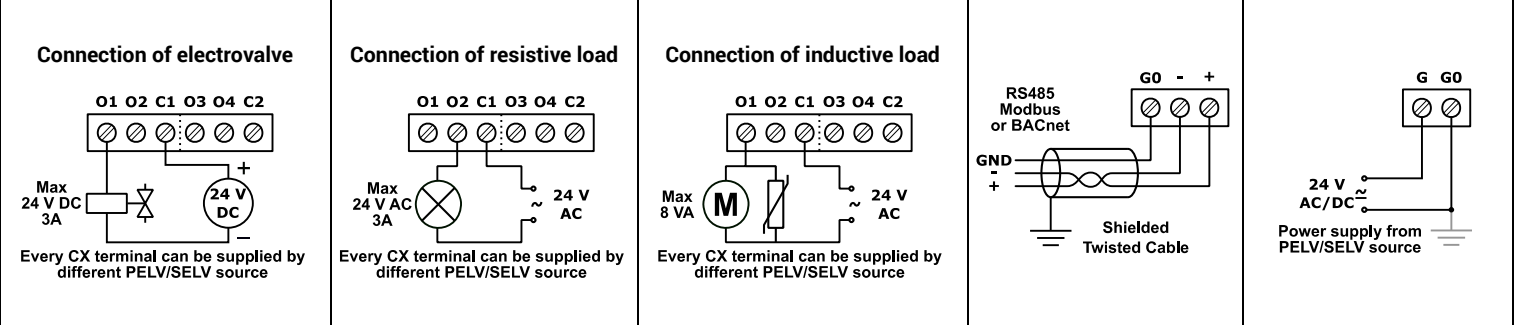 Connection of electrovalve
O1 O2 C1 O3 O4 C2
+
Max
24 V DC
3A
24 V
DC
−
Every CX terminal can be supplied by
different PELV/SELV source
Connection of resistive load
O1 O2 C1 O3 O4 C2
Max
24 V AC
3A
~
24 V
AC
Every CX terminal can be supplied by
different PELV/SELV source
Connection of inductive load
O1 O2 C1 O3 O4 C2
Max
8 VA
M
~
24 V
AC
Every CX terminal can be supplied by
different PELV/SELV source
G0 - +
RS485
Modbus
or BACnet
GND
-
+
Shielded
Twisted Cable
G G0
24 V
AC/DC
Power supply from
PELV/SELV source